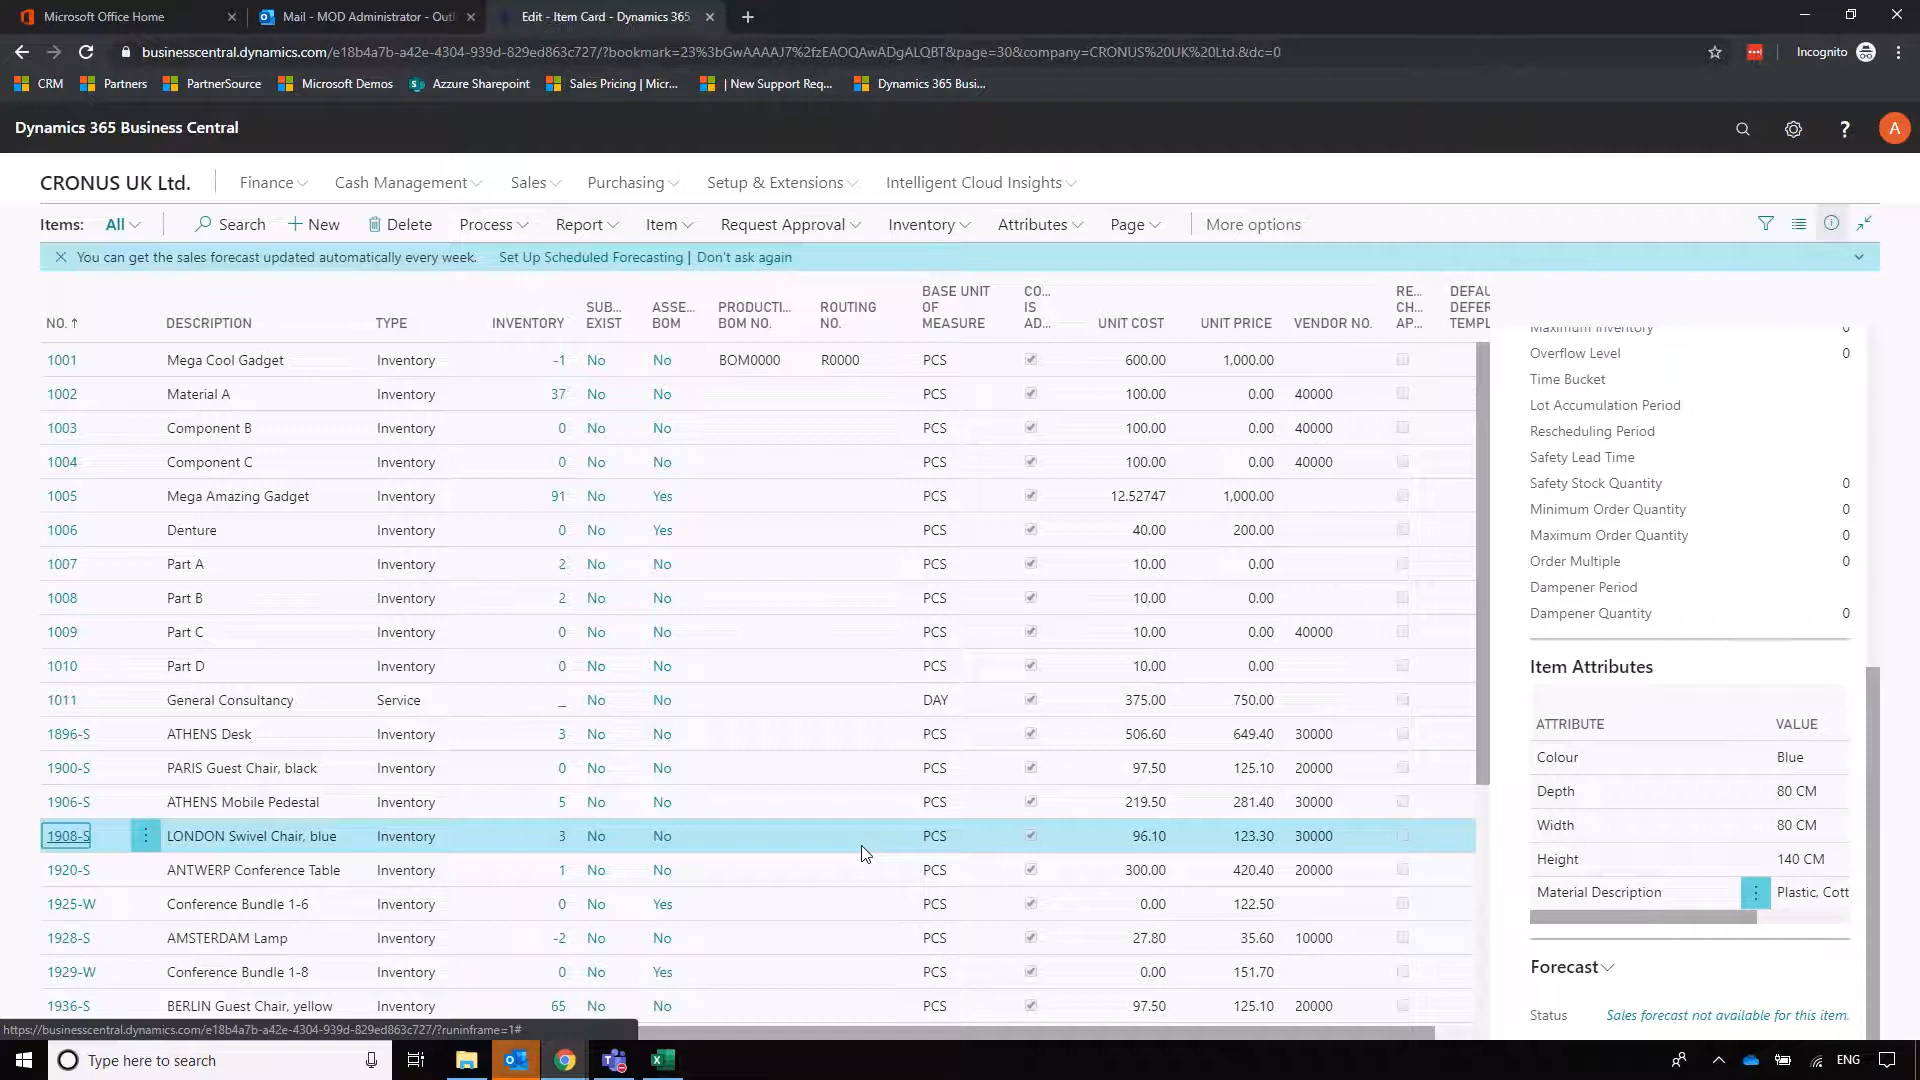 Microsoft Office Home
Mail - MOD Administrator - Outl
Edit - Item Card - Dynamics 365
businesscentral.dynamics.com/e18b4a7b-a42e-4304-939d-829ed863c727/?bookmark=23%3bGwAAAAJ7%2fzEAOQAwADgALQBT&page=30&company=CRONUS%20UK%20Ltd.&dc=0
Incognito
CRM
Partners
PartnerSource
Microsoft Demos
Azzure Sharepoint
Sales Pricing | Micr...
| New Support Req...
Dynamics 365 Busi...
Dynamics 365 Business Central
? A
CRONUS UK Ltd. Finance Cash Management Sales Purchasing Setup & Extensions Intelligent Cloud Insights
Items: All Search New Delete Process Report Item Request Approval Inventory Attributes Page More options
You can get the sales forecast updated automatically every week. Set Up Scheduled Forecasting | Don't ask again
NO. ↑ DESCRIPTION TYPE INVENTORY SUB... EXIST ASSE... BOM PRODUCTI... BOM NO. ROUTING NO. BASE UNIT OF MEASURE CO... IS AD... UNIT COST UNIT PRICE VENDOR NO. RE... CH... AP... DEFAU DEFER TEMPL
1001 Mega Cool Gadget Inventory -1 No No BOM0000 R0000 PCS 600.00 1,000.00
1002 Material A Inventory 37 No No PCS 100.00 0.00 40000
1003 Component B Inventory 0 No No PCS 100.00 0.00 40000
1004 Component C Inventory 0 No No PCS 100.00 0.00 40000
1005 Mega Amazing Gadget Inventory 91 No Yes PCS 12.52747 1,000.00
1006 Denture Inventory 0 No Yes PCS 40.00 200.00
1007 Part A Inventory 2 No No PCS 10.00 0.00
1008 Part B Inventory 2 No No PCS 10.00 0.00
1009 Part C Inventory 0 No No PCS 10.00 0.00 40000
1010 Part D Inventory 0 No No PCS 10.00 0.00
1011 General Consultancy Service _ No No DAY 375.00 750.00
1896-S ATHENS Desk Inventory 3 No No PCS 506.60 649.40 30000
1900-S PARIS Guest Chair, black Inventory 0 No No PCS 97.50 125.10 20000
1906-S ATHENS Mobile Pedestal Inventory 5 No No PCS 219.50 281.40 30000
1908-S LONDON Swivel Chair, blue Inventory 3 No No PCS 96.10 123.30 30000
1920-S ANTWERP Conference Table Inventory 1 No No PCS 300.00 420.40 20000
1925-W Conference Bundle 1-6 Inventory 0 No Yes PCS 0.00 122.50
1928-S AMSTERDAM Lamp Inventory -2 No No PCS 27.80 35.60 10000
1929-W Conference Bundle 1-8 Inventory 0 No Yes PCS 0.00 151.70
1936-S BERLIN Guest Chair, yellow Inventory 65 No No PCS 97.50 125.10 20000
Maximum Inventory 0
Overflow Level 0
Time Bucket
Lot Accumulation Period
Rescheduling Period
Safety Lead Time
Safety Stock Quantity 0
Minimum Order Quantity 0
Maximum Order Quantity 0
Order Multiple 0
Dampener Period
Dampener Quantity 0
Item Attributes
ATTRIBUTE VALUE
Colour Blue
Depth 80 CM
Width 80 CM
Height 140 CM
Material Description Plastic, Cott
Forecast
Status Sales forecast not available for this item.
https://businesscentral.dynamics.com/e18b4a7b-a42e-4304-939d-829ed863c727/?runinframe=1#
Type here to search
ENG